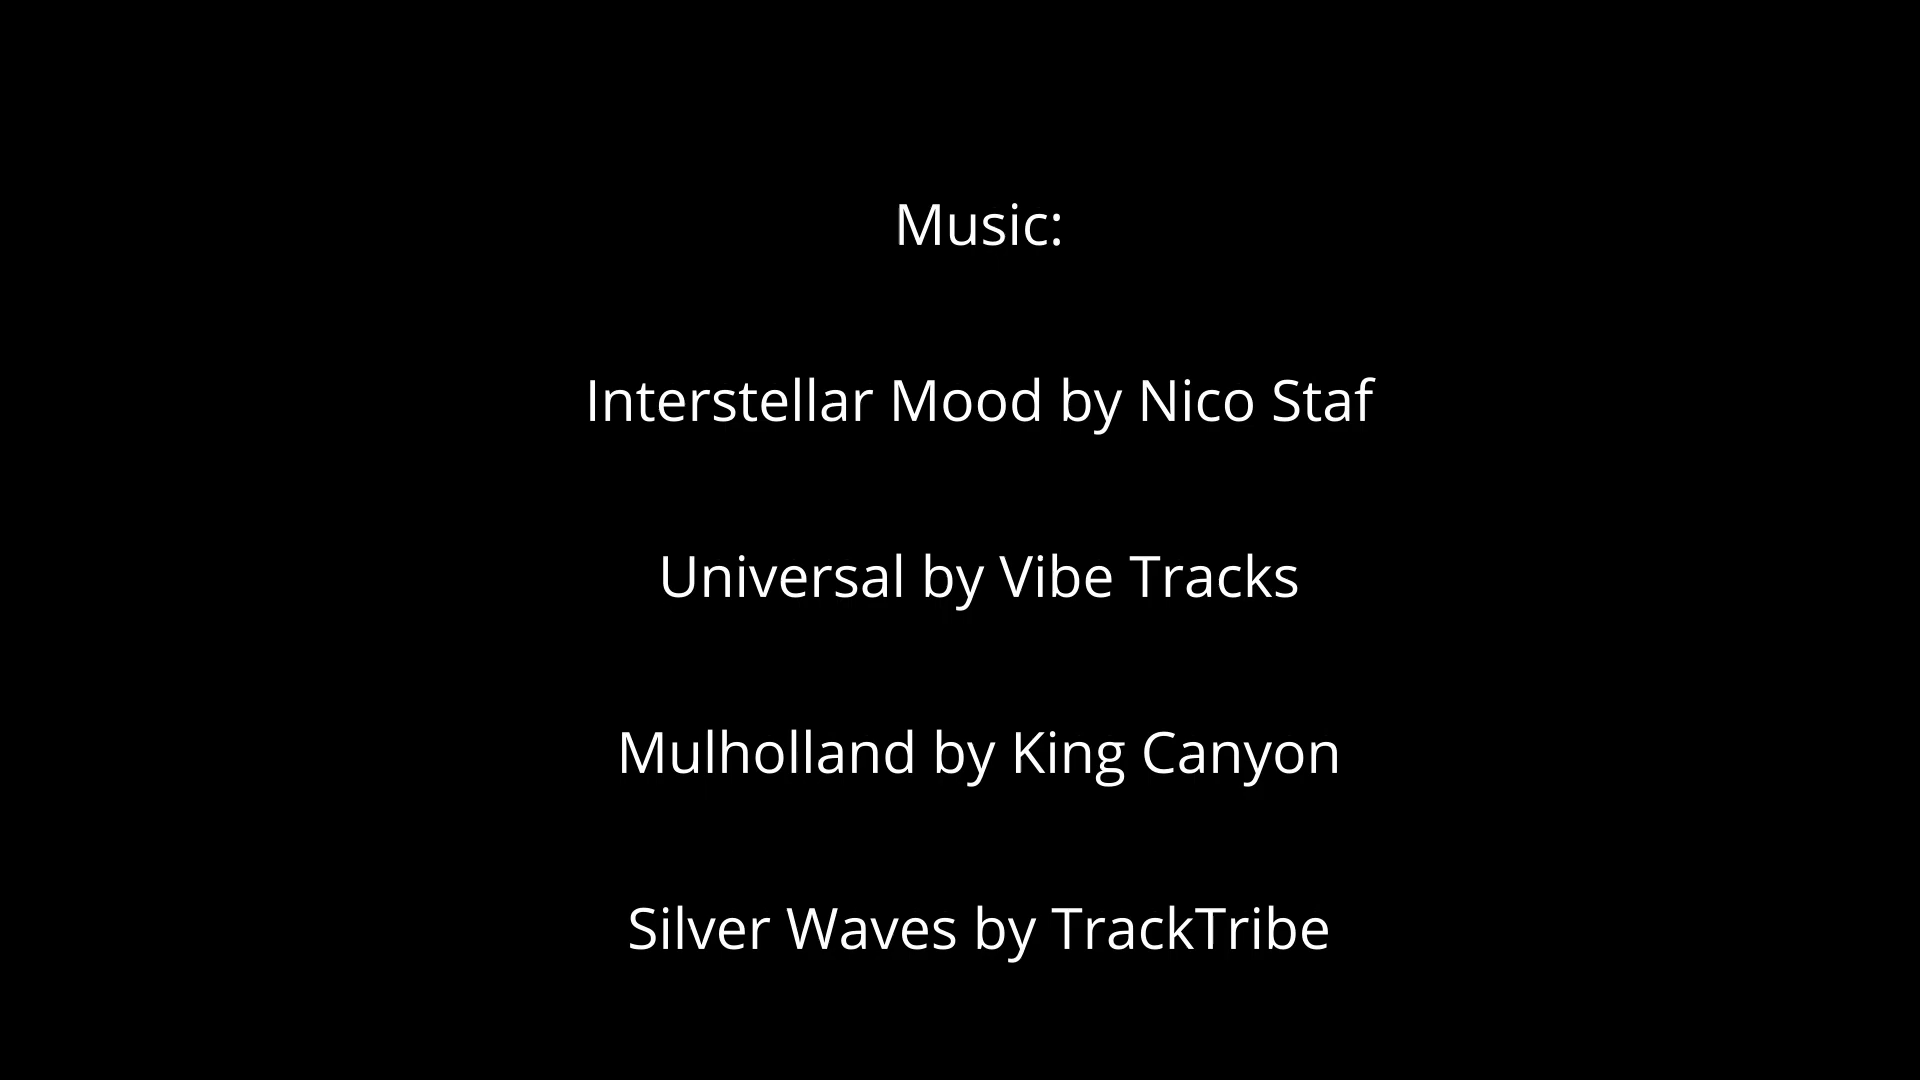 Music:
Interstellar Mood by Nico Staf
Universal by Vibe Tracks
Mulholland by King Canyon
Silver Waves by TrackTribe